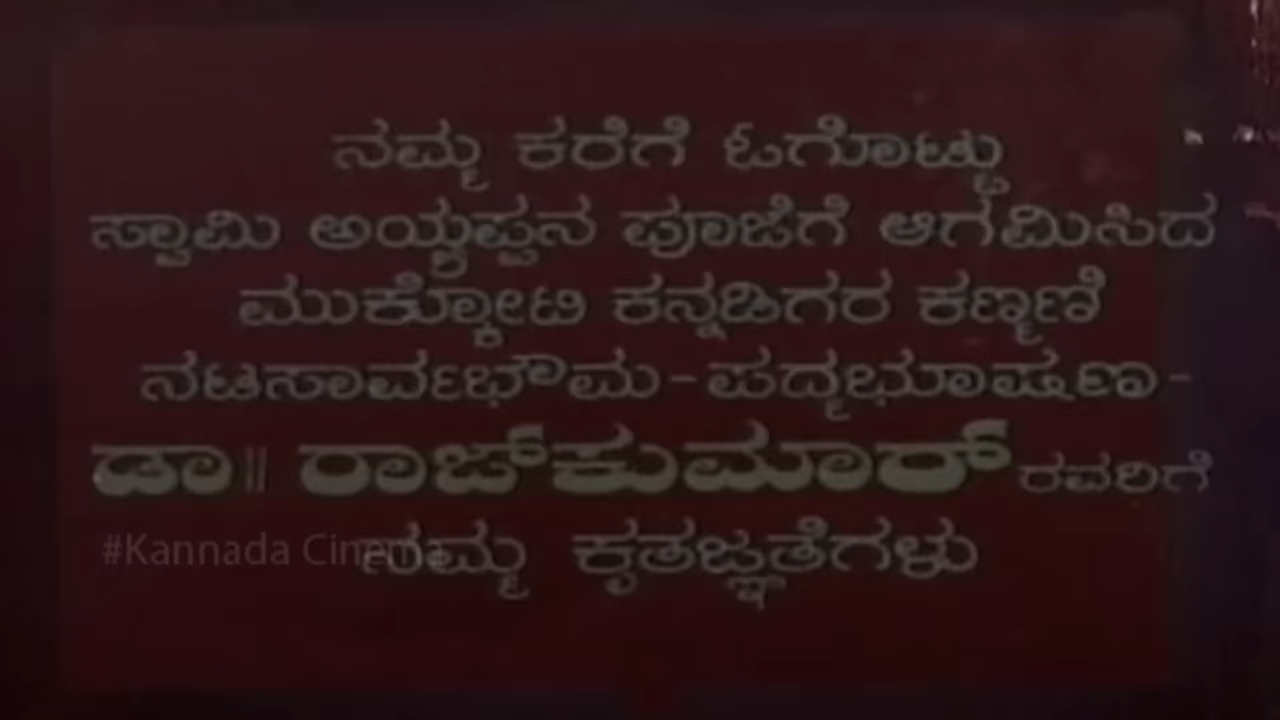 ನಮ್ಮ ಕರೆಗೆ ಓಗೊಟ್ಟು
ಸ್ವಾಮಿ ಅಯ್ಯಪ್ಪನ ಪೂಜೆಗೆ ಆಗಮಿಸಿದ
ಮುಕ್ಕೋಟಿ ಕನ್ನಡಿಗರ ಕಣ್ಮಣಿ
ನಟಸಾರ್ವಭೌಮ-ಪದ್ಮಭೂಷಣ-
ಡಾ|| ರಾಜ್‌ಕುಮಾರ್ ರವರಿಗೆ
ನಮ್ಮ ಕೃತಜ್ಞತೆಗಳು
#Kannada Cinema